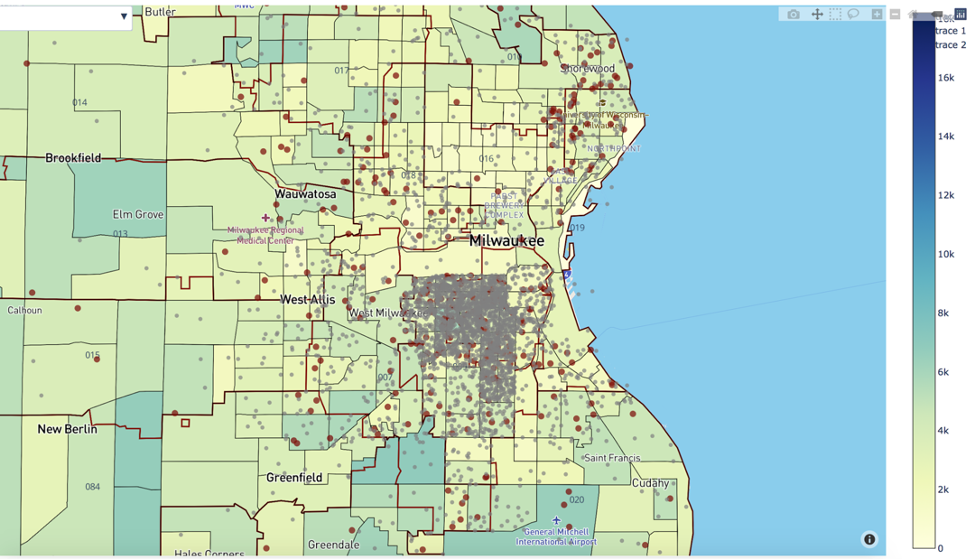 Butler
MWC
10k
trace 1
trace 2
017
010
Shorewood
16k
014
University of Wisconsin-
Milwaukee
14k
NORTHPOINT
Brookfield
016
018
VILLAGE
12k
Wauwatosa
PABST
BREWERY
COMPLEX
Elm Grove
Milwaukee Regional
Medical Center
013
019
Milwaukee
10k
West Allis
Calhoun
West Milwaukee
8k
015
007
6k
New Berlin
4k
Saint Francis
Greenfield
Cudahy
084
020
2k
General Mitchell
International Airport
Greendale
Hales Corners
0